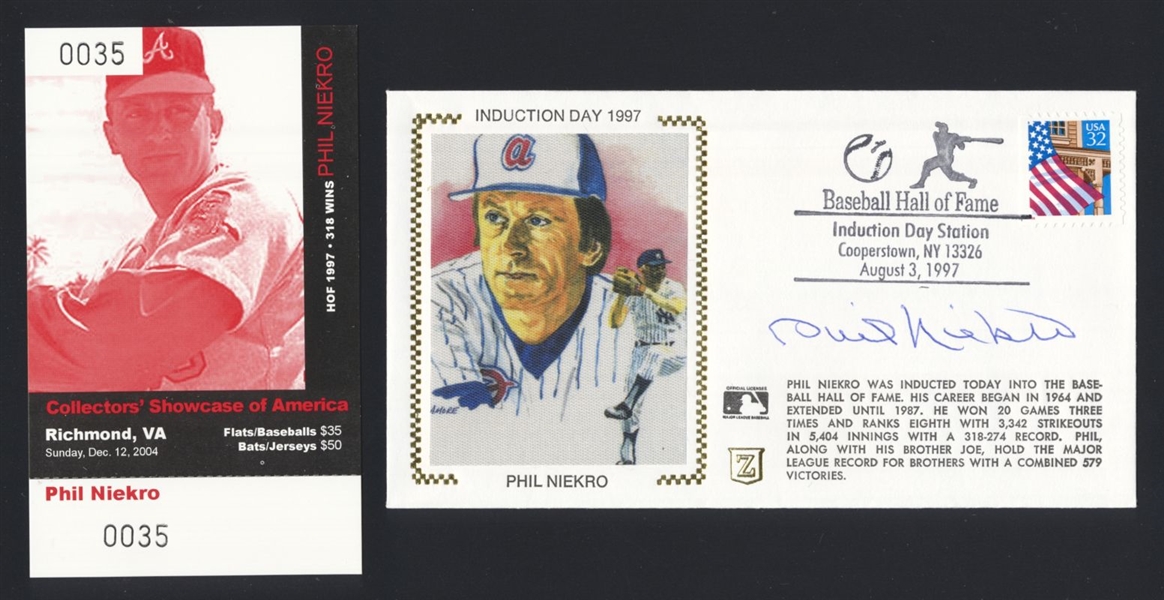 0035
A
HOF 1997 • 318 WINS PHIL NIEKRO
Collectors' Showcase of America
Richmond, VA
Flats/Baseballs $35
Sunday, Dec. 12, 2004
Bats/Jerseys $50
Phil Niekro
0035
INDUCTION DAY 1997
a
PHIL NIEKRO
USA
32
Baseball Hall of Fame
Induction Day Station
Cooperstown, NY 13326
August 3, 1997
Phil Niekro
OFFICIAL LICENSEE
MAJOR LEAGUE BASEBALL
Z
PHIL NIEKRO WAS INDUCTED TODAY INTO THE BASE-
BALL HALL OF FAME. HIS CAREER BEGAN IN 1964 AND
EXTENDED UNTIL 1987. HE WON 20 GAMES THREE
TIMES AND RANKS EIGHTH WITH 3,342 STRIKEOUTS
IN 5,404 INNINGS WITH A 318-274 RECORD. PHIL,
ALONG WITH HIS BROTHER JOE, HOLD THE MAJOR
LEAGUE RECORD FOR BROTHERS WITH A COMBINED 579
VICTORIES.